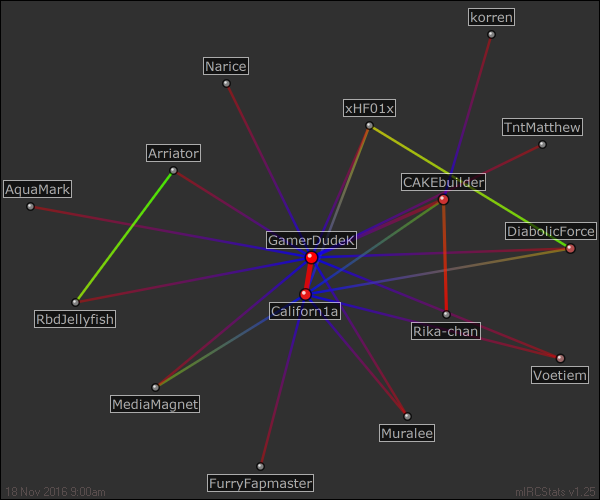 korren
Narice
xHF01x
TntMatthew
Arriator
CAKEbuilder
AquaMark
DiabolicForce
GamerDudeK
Californ1a
RbdJellyfish
Rika-chan
Voetiem
MediaMagnet
Muralee
FurryFapmaster
18 Nov 2016 9:00am
mIRCStats v1.25